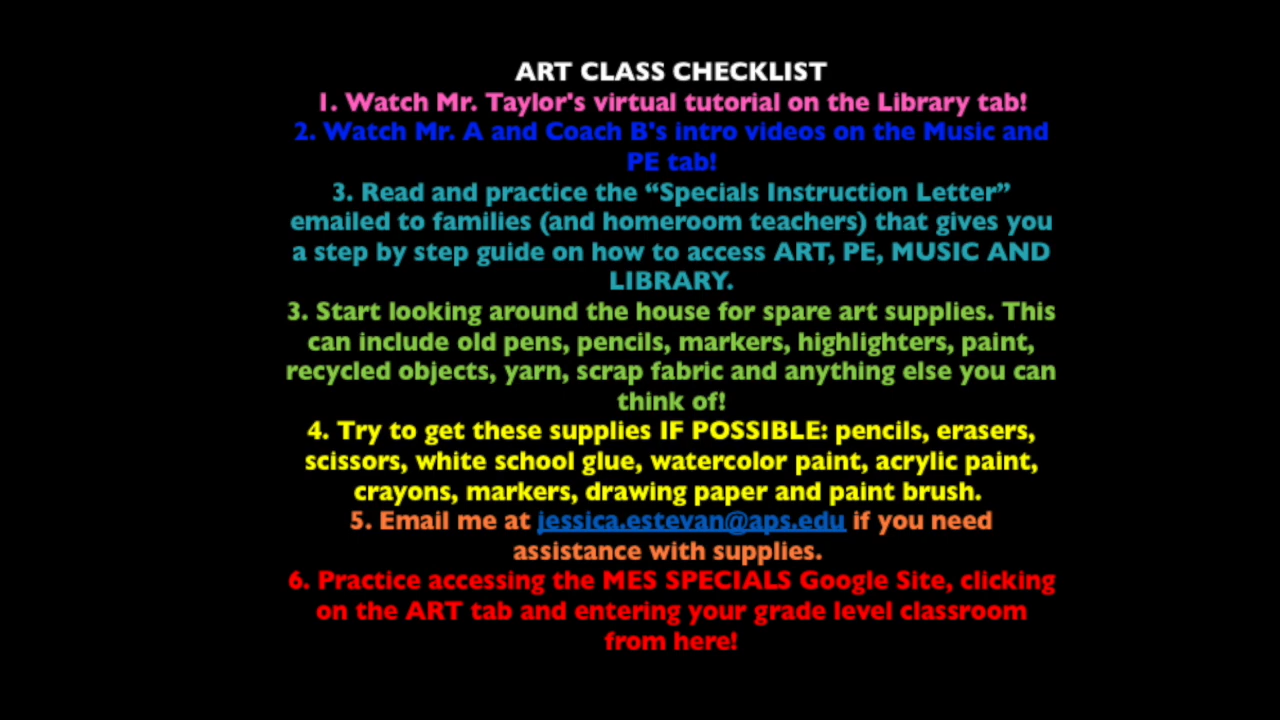 ART CLASS CHECKLIST
1. Watch Mr. Taylor's virtual tutorial on the Library tab!
2. Watch Mr. A and Coach B's intro videos on the Music and
PE tab!
3. Read and practice the “Specials Instruction Letter”
emailed to families (and homeroom teachers) that gives you
a step by step guide on how to access ART, PE, MUSIC AND
LIBRARY.
3. Start looking around the house for spare art supplies. This
can include old pens, pencils, markers, highlighters, paint,
recycled objects, yarn, scrap fabric and anything else you can
think of!
4. Try to get these supplies IF POSSIBLE: pencils, erasers,
scissors, white school glue, watercolor paint, acrylic paint,
crayons, markers, drawing paper and paint brush.
5. Email me at jessica.estevan@aps.edu if you need
assistance with supplies.
6. Practice accessing the MES SPECIALS Google Site, clicking
on the ART tab and entering your grade level classroom
from here!